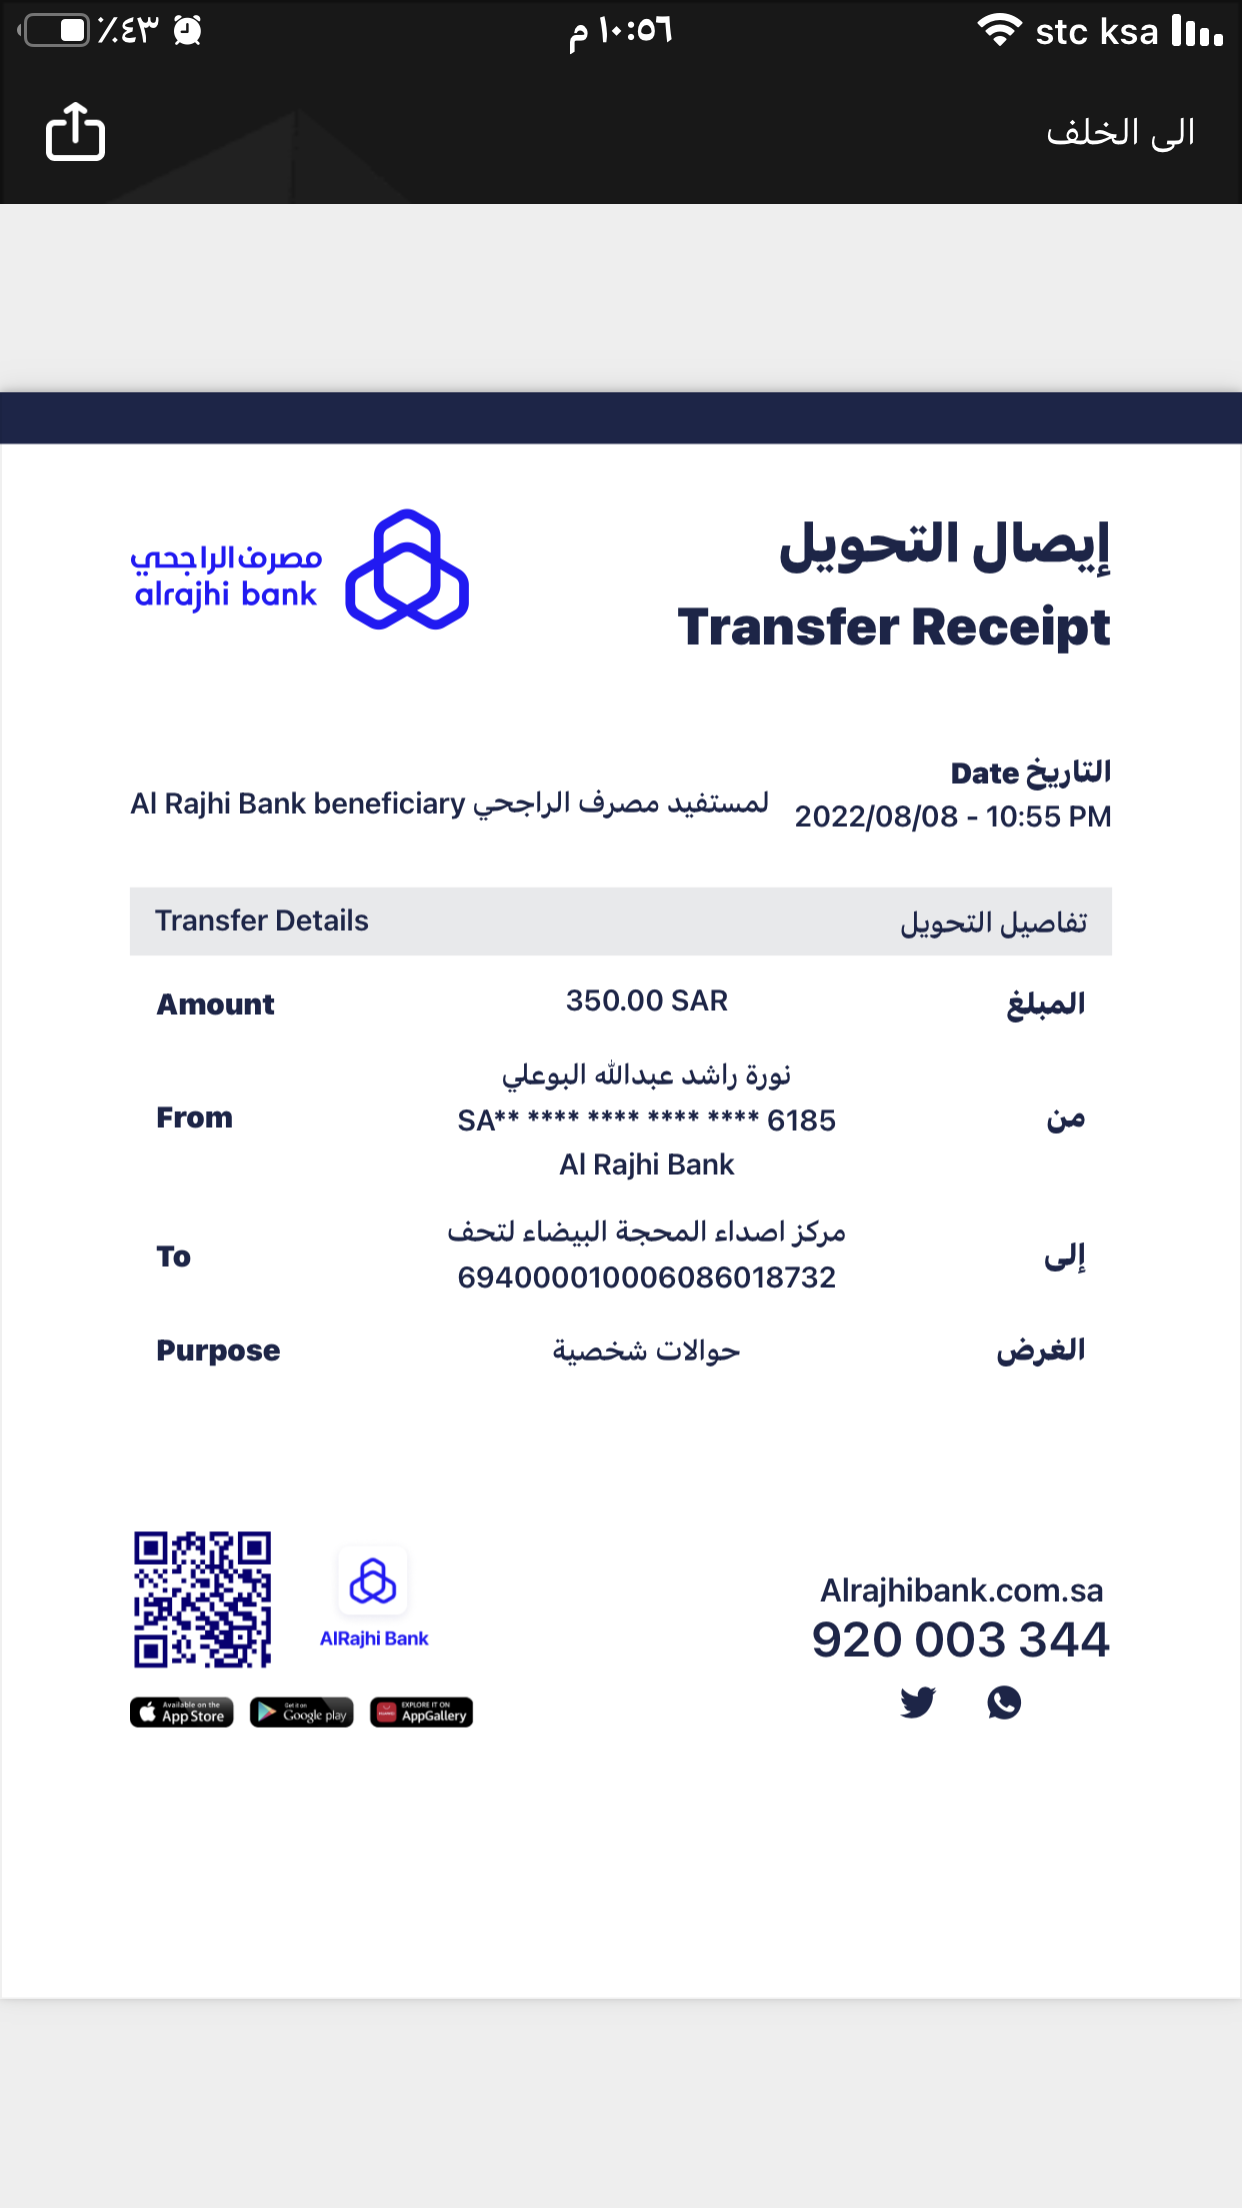 ٪٤٣
١٠:٥٦ م
stc ksa
الى الخلف
مصرف الراجحي
alrajhi bank
إيصال التحويل
Transfer Receipt
التاريخ Date
2022/08/08 - 10:55 PM
لمستفيد مصرف الراجحي Al Rajhi Bank beneficiary
Transfer Details تفاصيل التحويل
Amount 350.00 SAR المبلغ
نورة راشد عبدالله البوعلي
From SA** **** **** **** **** 6185 من
Al Rajhi Bank
مركز اصداء المحجة البيضاء لتحف
To إلى
694000010006086018732
Purpose حوالات شخصية الغرض
AlRajhi Bank
Available on the App Store
Get it on Google play
EXPLORE IT ON AppGallery
Alrajhibank.com.sa
920 003 344